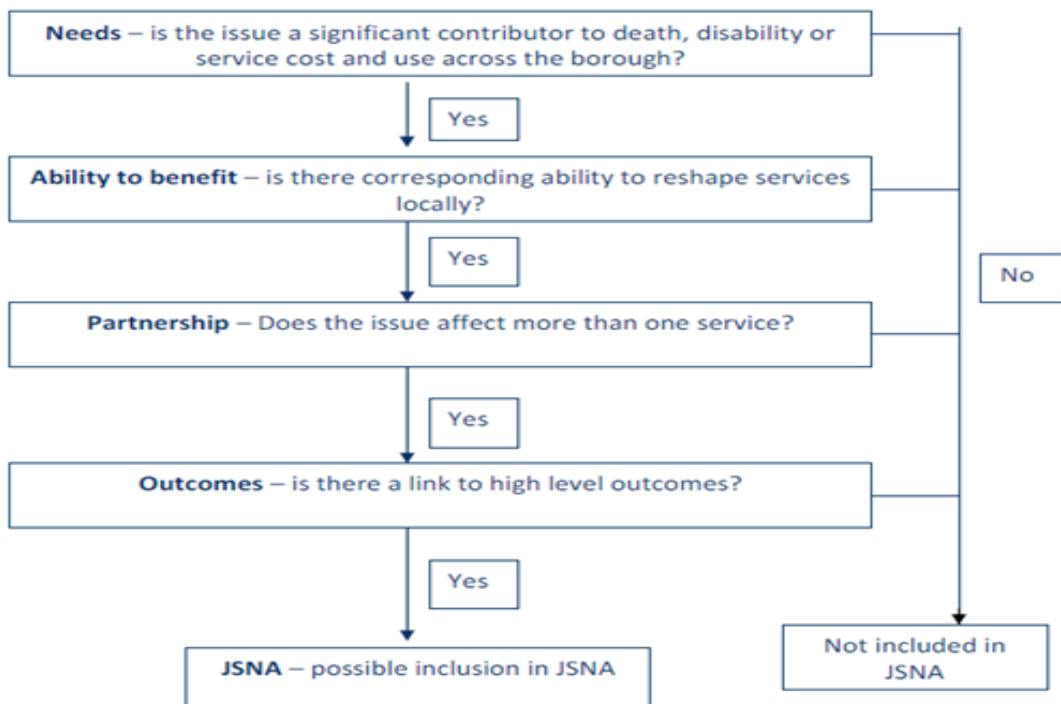 Needs – is the issue a significant contributor to death, disability or
service cost and use across the borough?
Yes
Ability to benefit – is there corresponding ability to reshape services
locally?
Yes
No
Partnership – Does the issue affect more than one service?
Yes
Outcomes – is there a link to high level outcomes?
Yes
JSNA – possible inclusion in JSNA
Not included in
JSNA